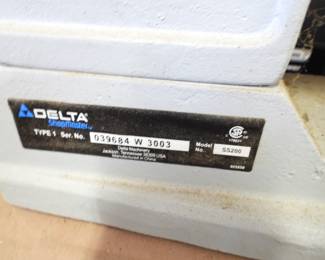 DELTA
Shopmaster
TYPE 1 Ser. No. 039684 W 3003
Model No. SS200
Delta Machinery
Jackson, Tennessee 38305 USA
Manufactured in China